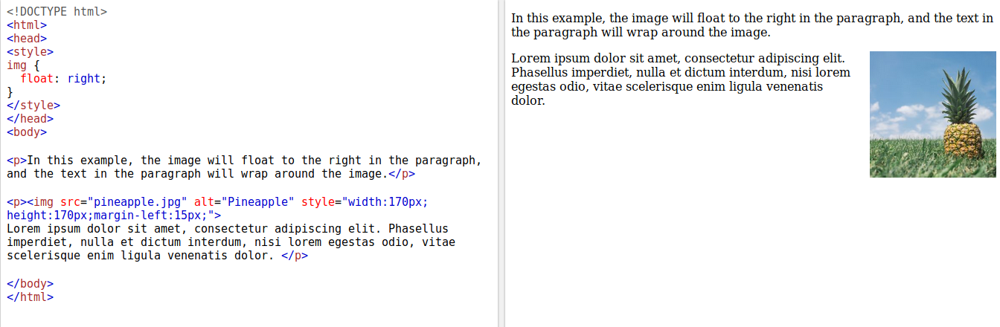 <!DOCTYPE html>
<html>
<head>
<style>
img {
  float: right;
}
</style>
</head>
<body>

<p>In this example, the image will float to the right in the paragraph,
and the text in the paragraph will wrap around the image.</p>

<p><img src="pineapple.jpg" alt="Pineapple" style="width:170px;
height:170px;margin-left:15px;">
Lorem ipsum dolor sit amet, consectetur adipiscing elit. Phasellus
imperdiet, nulla et dictum interdum, nisi lorem egestas odio, vitae
scelerisque enim ligula venenatis dolor. </p>

</body>
</html>

In this example, the image will float to the right in the paragraph, and the text in
the paragraph will wrap around the image.

Lorem ipsum dolor sit amet, consectetur adipiscing elit.
Phasellus imperdiet, nulla et dictum interdum, nisi lorem
egestas odio, vitae scelerisque enim ligula venenatis
dolor.